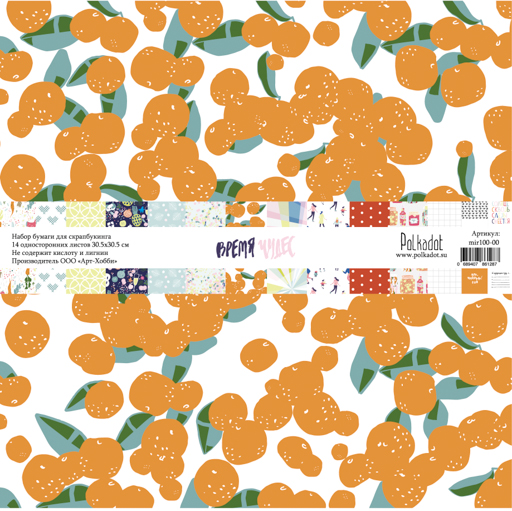 Набор бумаги для скрапбукинга
14 односторонних листов 30.5х30.5 см
Не содержит кислоту и лигнин
Производитель ООО «Арт-Хобби»
ВРЕМЯ ЧУДЕС
Polkadot
www.polkadot.su
Артикул:
mir100-00